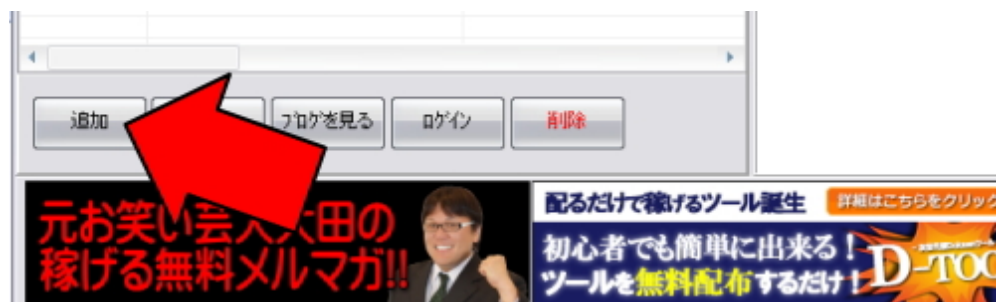 追加
ﾌﾞﾛｸﾞを見る
ﾛｸﾞｲﾝ
削除
元お笑い芸人太田の
稼げる無料メルマガ!!
配るだけで稼げるツール誕生
詳細はこちらをクリック
初心者でも簡単に出来る!
ツールを無料配布するだけ!
D-TOO